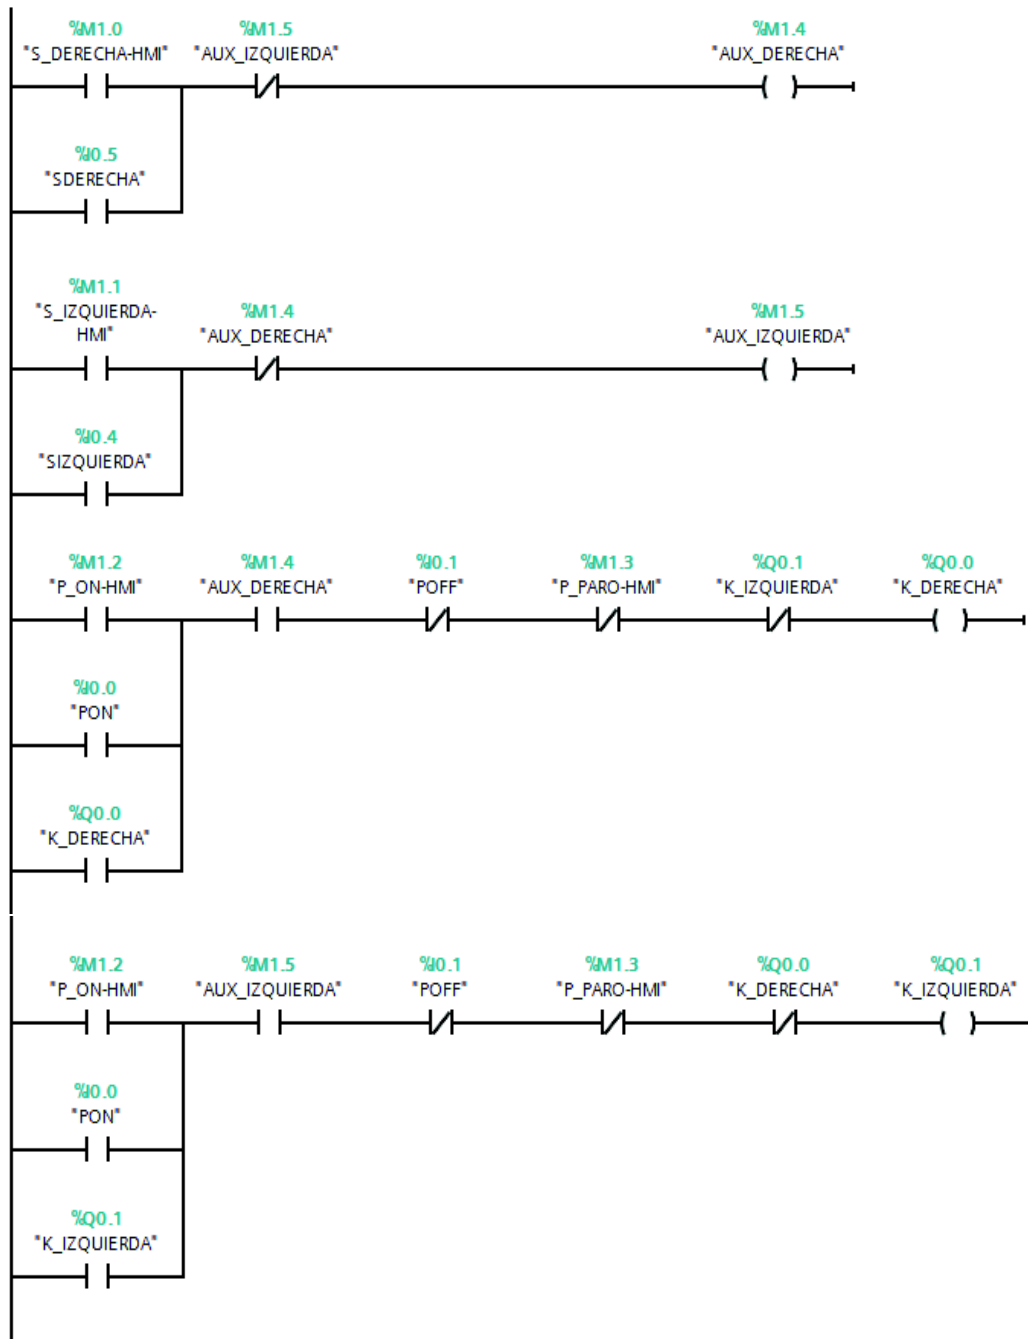 %M1.0 %M1.5 %M1.4
"S_DERECHA-HMI" "AUX_IZQUIERDA" "AUX_DERECHA"
%I0.5
"SDERECHA"
%M1.1
"S_IZQUIERDA- %M1.4 %M1.5
HMI" "AUX_DERECHA" "AUX_IZQUIERDA"
%I0.4
"SIZQUIERDA"
%M1.2 %M1.4 %I0.1 %M1.3 %Q0.1 %Q0.0
"P_ON-HMI" "AUX_DERECHA" "POFF" "P_PARO-HMI" "K_IZQUIERDA" "K_DERECHA"
%I0.0
"PON"
%Q0.0
"K_DERECHA"
%M1.2 %M1.5 %I0.1 %M1.3 %Q0.0 %Q0.1
"P_ON-HMI" "AUX_IZQUIERDA" "POFF" "P_PARO-HMI" "K_DERECHA" "K_IZQUIERDA"
%I0.0
"PON"
%Q0.1
"K_IZQUIERDA"